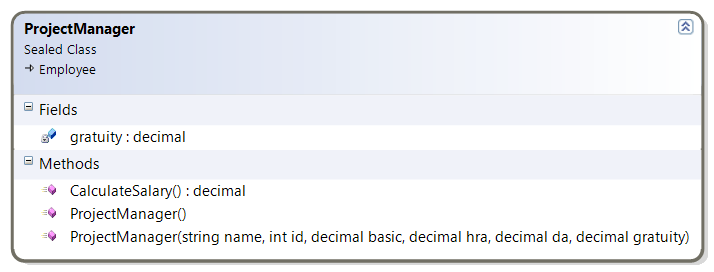 ProjectManager
Sealed Class
Employee
Fields
gratuity : decimal
Methods
CalculateSalary() : decimal
ProjectManager()
ProjectManager(string name, int id, decimal basic, decimal hra, decimal da, decimal gratuity)